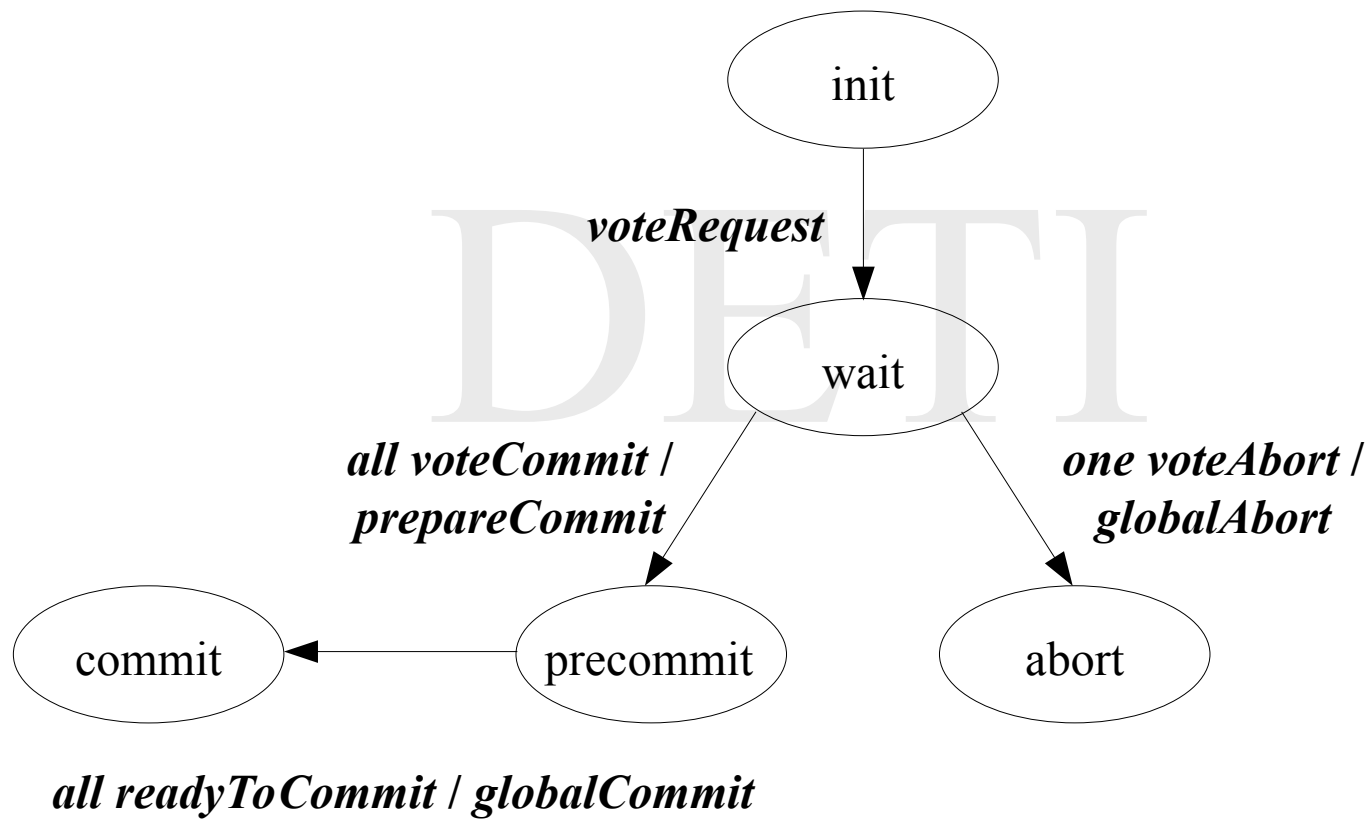 init
voteRequest
DETI
wait
all voteCommit /
prepareCommit
one voteAbort /
globalAbort
commit
precommit
abort
all readyToCommit / globalCommit